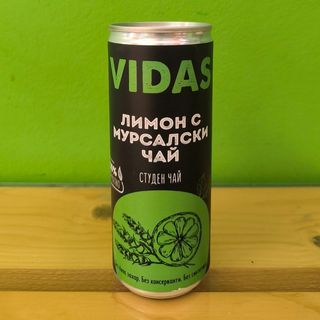 VIDAS
ЛИМОН С
МУРСАЛСКИ
ЧАЙ
СТУДЕН ЧАЙ
захар. Без консерванти. Без